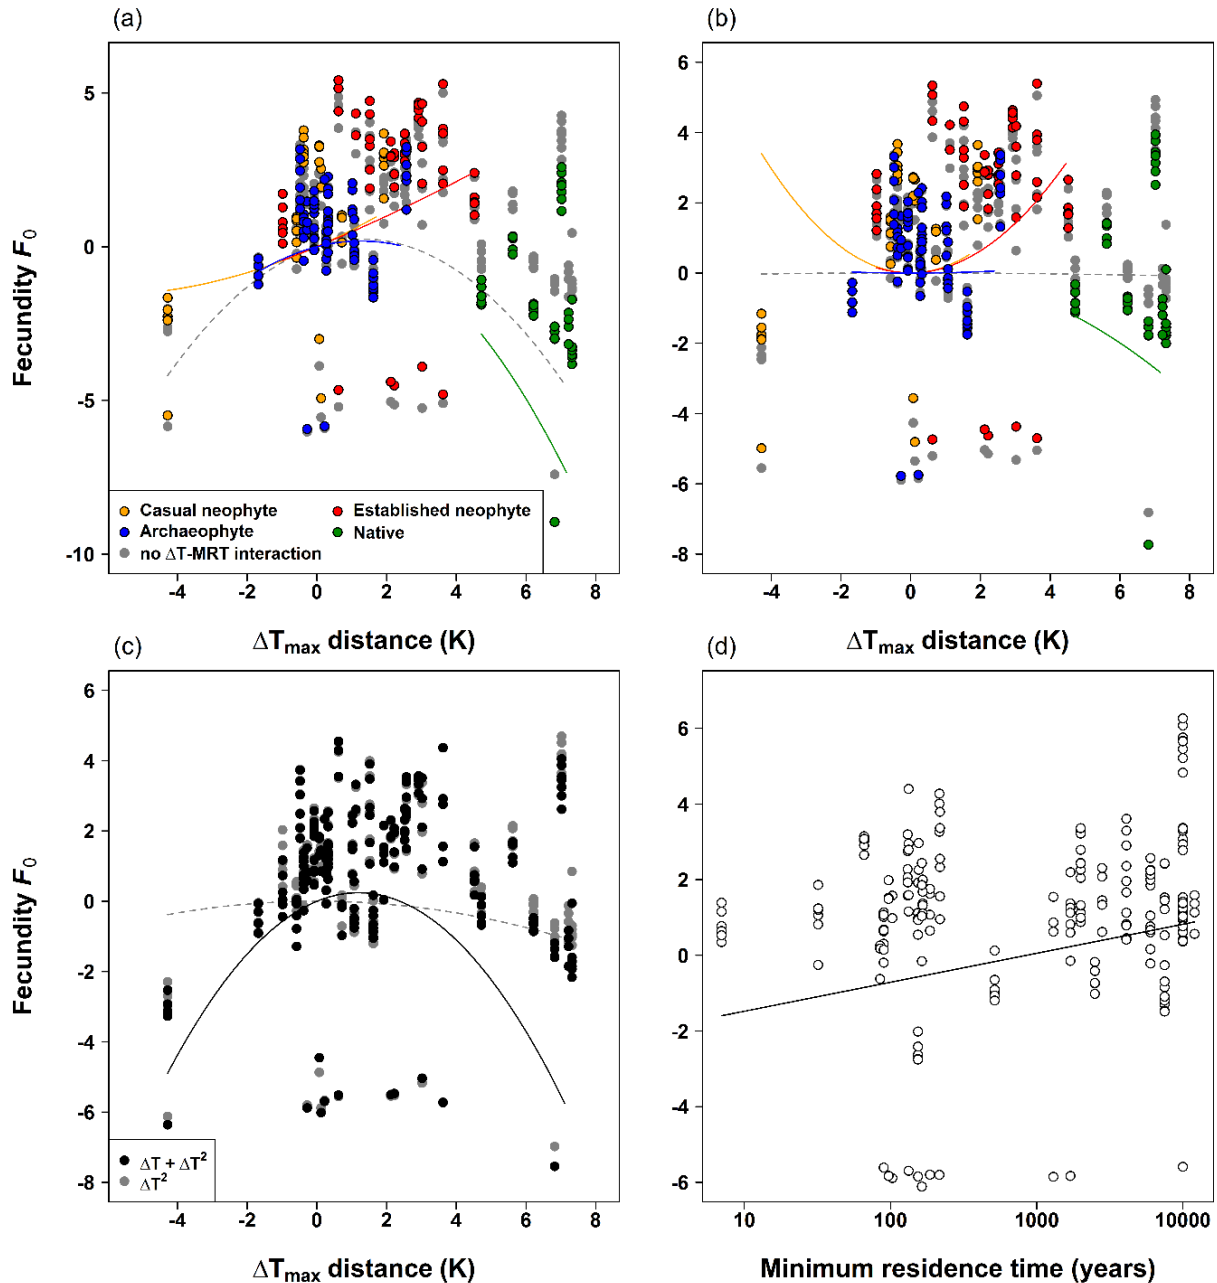 (a)
(b)
5
0
-5
-10
6
4
2
0
-2
-4
-6
-8
Fecundity F0
Casual neophyte
Established neophyte
Archaeophyte
Native
no ΔT-MRT interaction
-4 -2 0 2 4 6 8
-4 -2 0 2 4 6 8
ΔTmax distance (K)
ΔTmax distance (K)
(c)
(d)
6
4
2
0
-2
-4
-6
-8
6
4
2
0
-2
-4
-6
Fecundity F0
ΔT + ΔT²
ΔT²
-4 -2 0 2 4 6 8
10 100 1000 10000
ΔTmax distance (K)
Minimum residence time (years)